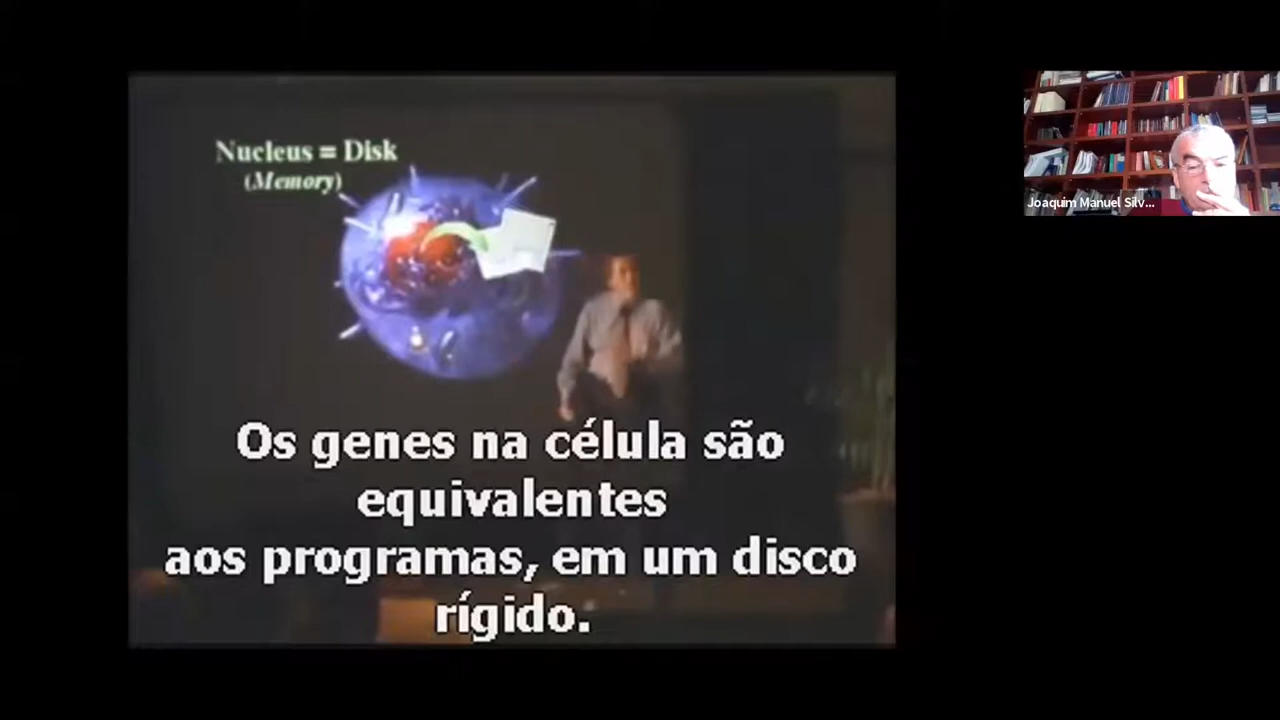 Nucleus = Disk
(Memory)
Os genes na célula são
equivalentes
aos programas, em um disco
rígido.
Joaquim Manuel Silv...